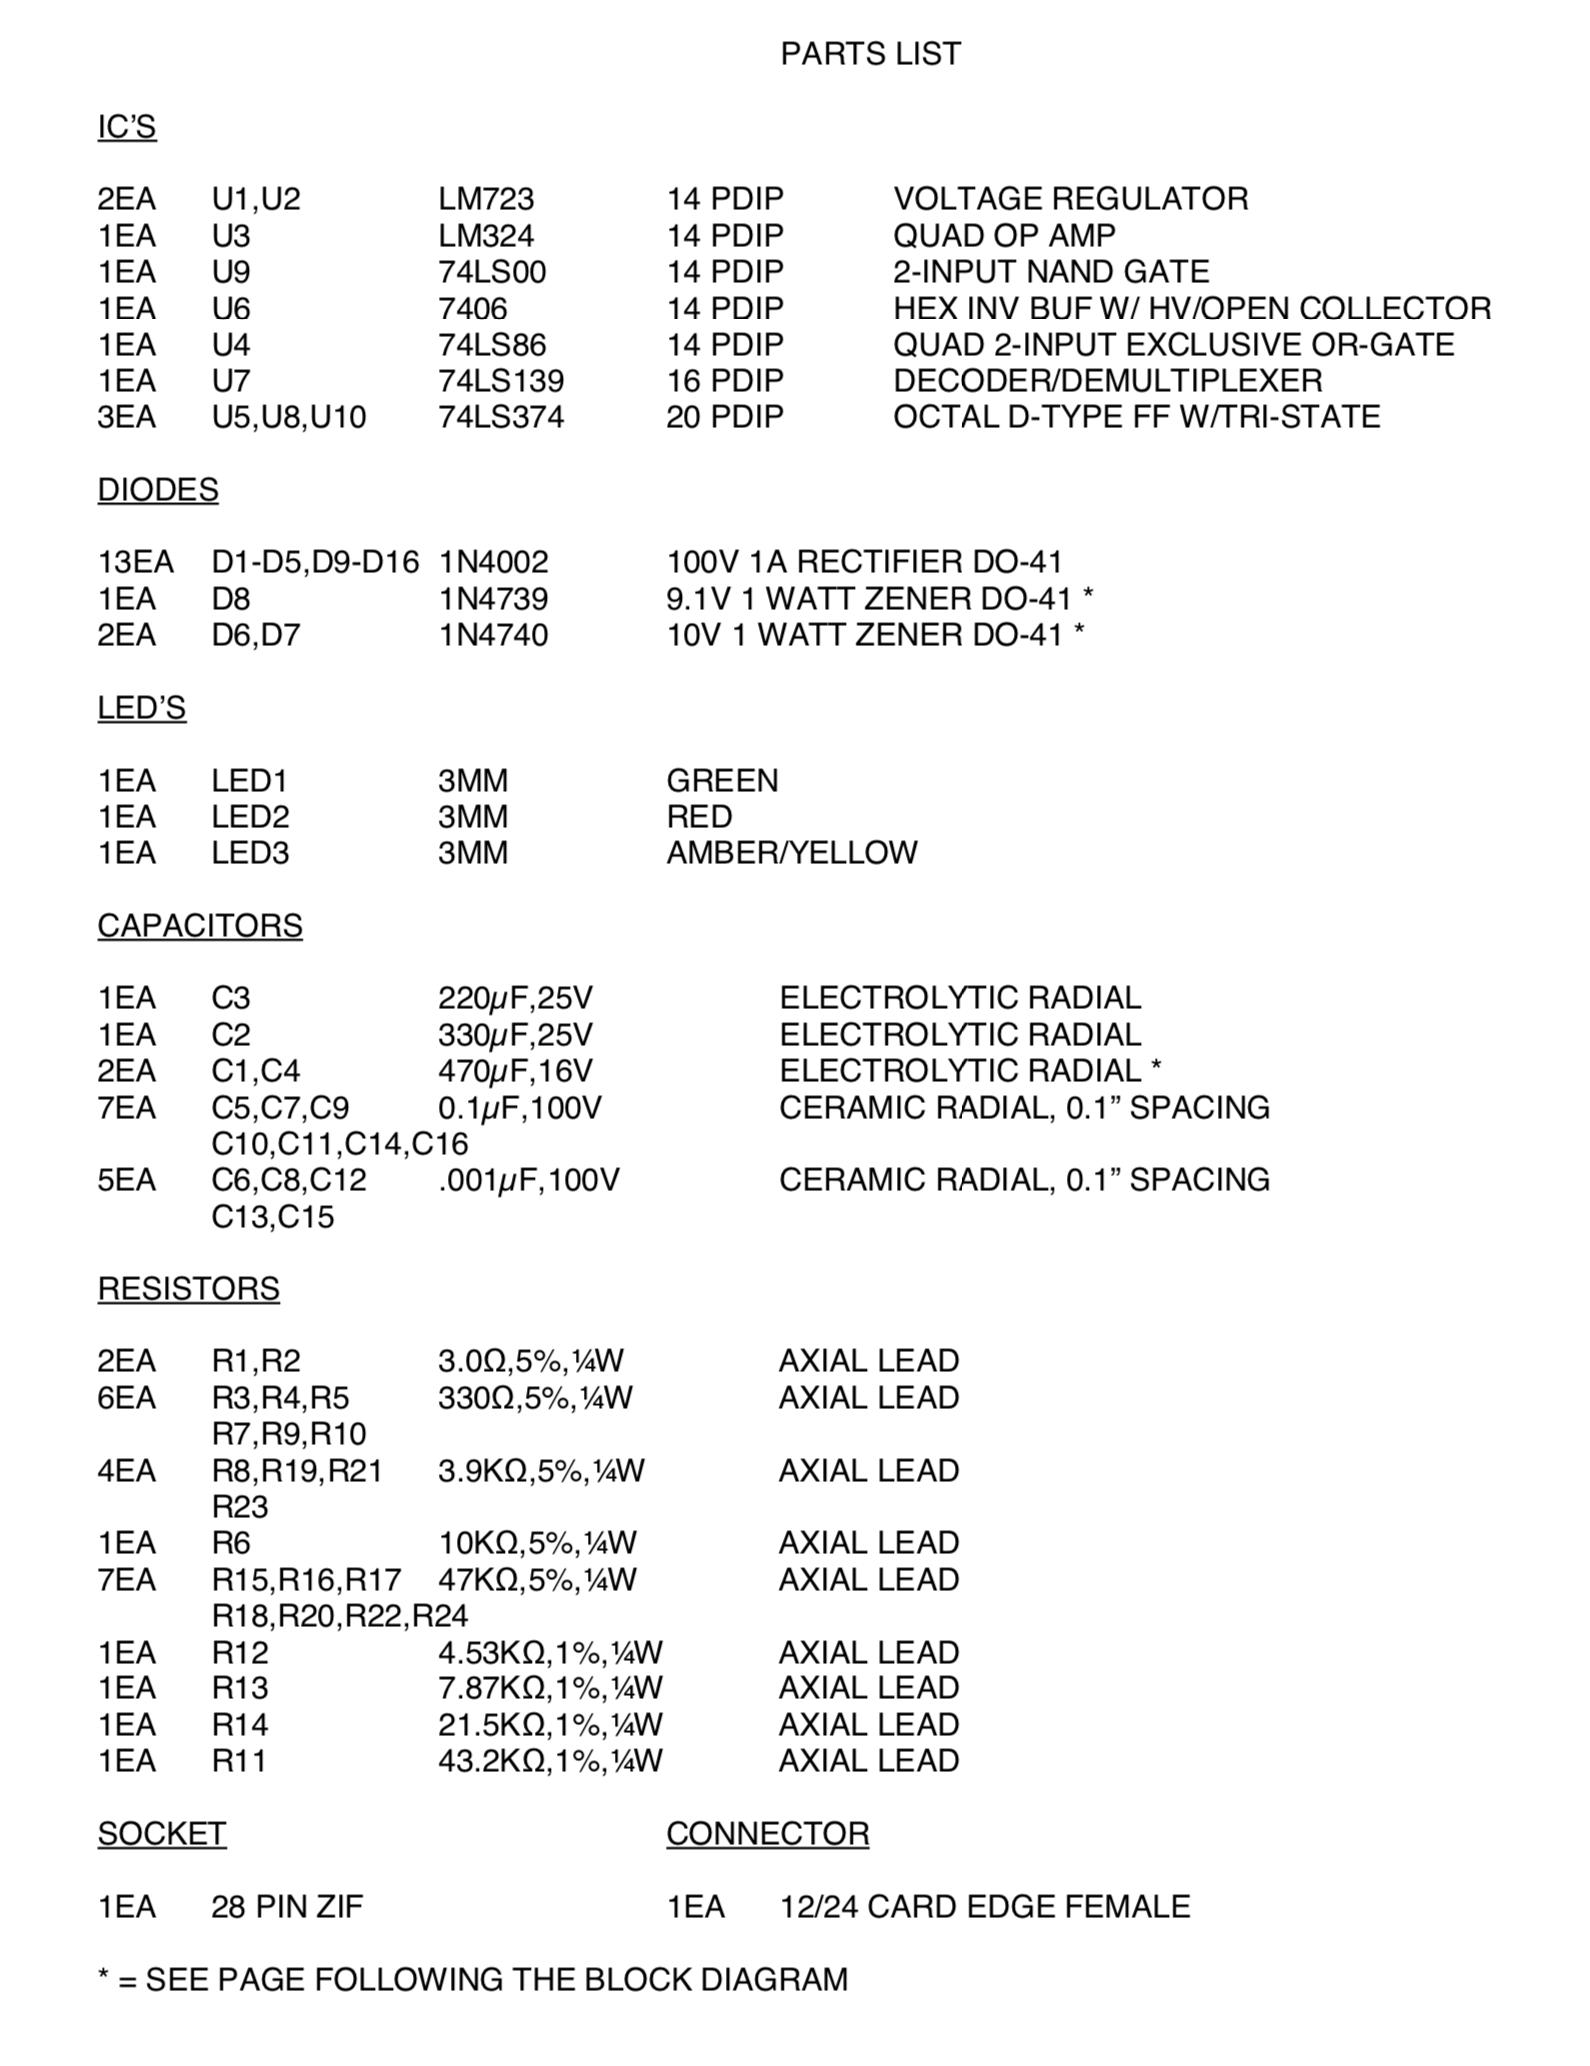 PARTS LIST
IC'S
2EA U1,U2 LM723 14 PDIP VOLTAGE REGULATOR
1EA U3 LM324 14 PDIP QUAD OP AMP
1EA U9 74LS00 14 PDIP 2-INPUT NAND GATE
1EA U6 7406 14 PDIP HEX INV BUF W/ HV/OPEN COLLECTOR
1EA U4 74LS86 14 PDIP QUAD 2-INPUT EXCLUSIVE OR-GATE
1EA U7 74LS139 16 PDIP DECODER/DEMULTIPLEXER
3EA U5,U8,U10 74LS374 20 PDIP OCTAL D-TYPE FF W/TRI-STATE
DIODES
13EA D1-D5,D9-D16 1N4002 100V 1A RECTIFIER DO-41
1EA D8 1N4739 9.1V 1 WATT ZENER DO-41 *
2EA D6,D7 1N4740 10V 1 WATT ZENER DO-41 *
LED'S
1EA LED1 3MM GREEN
1EA LED2 3MM RED
1EA LED3 3MM AMBER/YELLOW
CAPACITORS
1EA C3 220µF,25V ELECTROLYTIC RADIAL
1EA C2 330µF,25V ELECTROLYTIC RADIAL
2EA C1,C4 470µF,16V ELECTROLYTIC RADIAL *
7EA C5,C7,C9 0.1µF,100V CERAMIC RADIAL, 0.1” SPACING
C10,C11,C14,C16
5EA C6,C8,C12 .001µF,100V CERAMIC RADIAL, 0.1” SPACING
C13,C15
RESISTORS
2EA R1,R2 3.0Ω,5%,¼W AXIAL LEAD
6EA R3,R4,R5 330Ω,5%,¼W AXIAL LEAD
R7,R9,R10
4EA R8,R19,R21 3.9KΩ,5%,¼W AXIAL LEAD
R23
1EA R6 10KΩ,5%,¼W AXIAL LEAD
7EA R15,R16,R17 47KΩ,5%,¼W AXIAL LEAD
R18,R20,R22,R24
1EA R12 4.53KΩ,1%,¼W AXIAL LEAD
1EA R13 7.87KΩ,1%,¼W AXIAL LEAD
1EA R14 21.5KΩ,1%,¼W AXIAL LEAD
1EA R11 43.2KΩ,1%,¼W AXIAL LEAD
SOCKET CONNECTOR
1EA 28 PIN ZIF 1EA 12/24 CARD EDGE FEMALE
* = SEE PAGE FOLLOWING THE BLOCK DIAGRAM